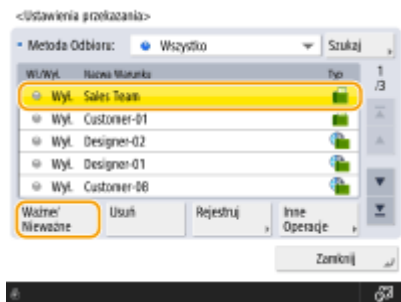 <Ustawienia przekazania>
Metoda Odbioru: Wszystko Szukaj
Wł./Wył. Nazwa Warunku Typ 1
/3
Wył. Sales Team
Wył. Customer-01
Wył. Designer-02
Wył. Designer-01
Wył. Customer-08
Ważne/ Usuń Rejestruj Inne
Nieważne Operacje
Zamknij